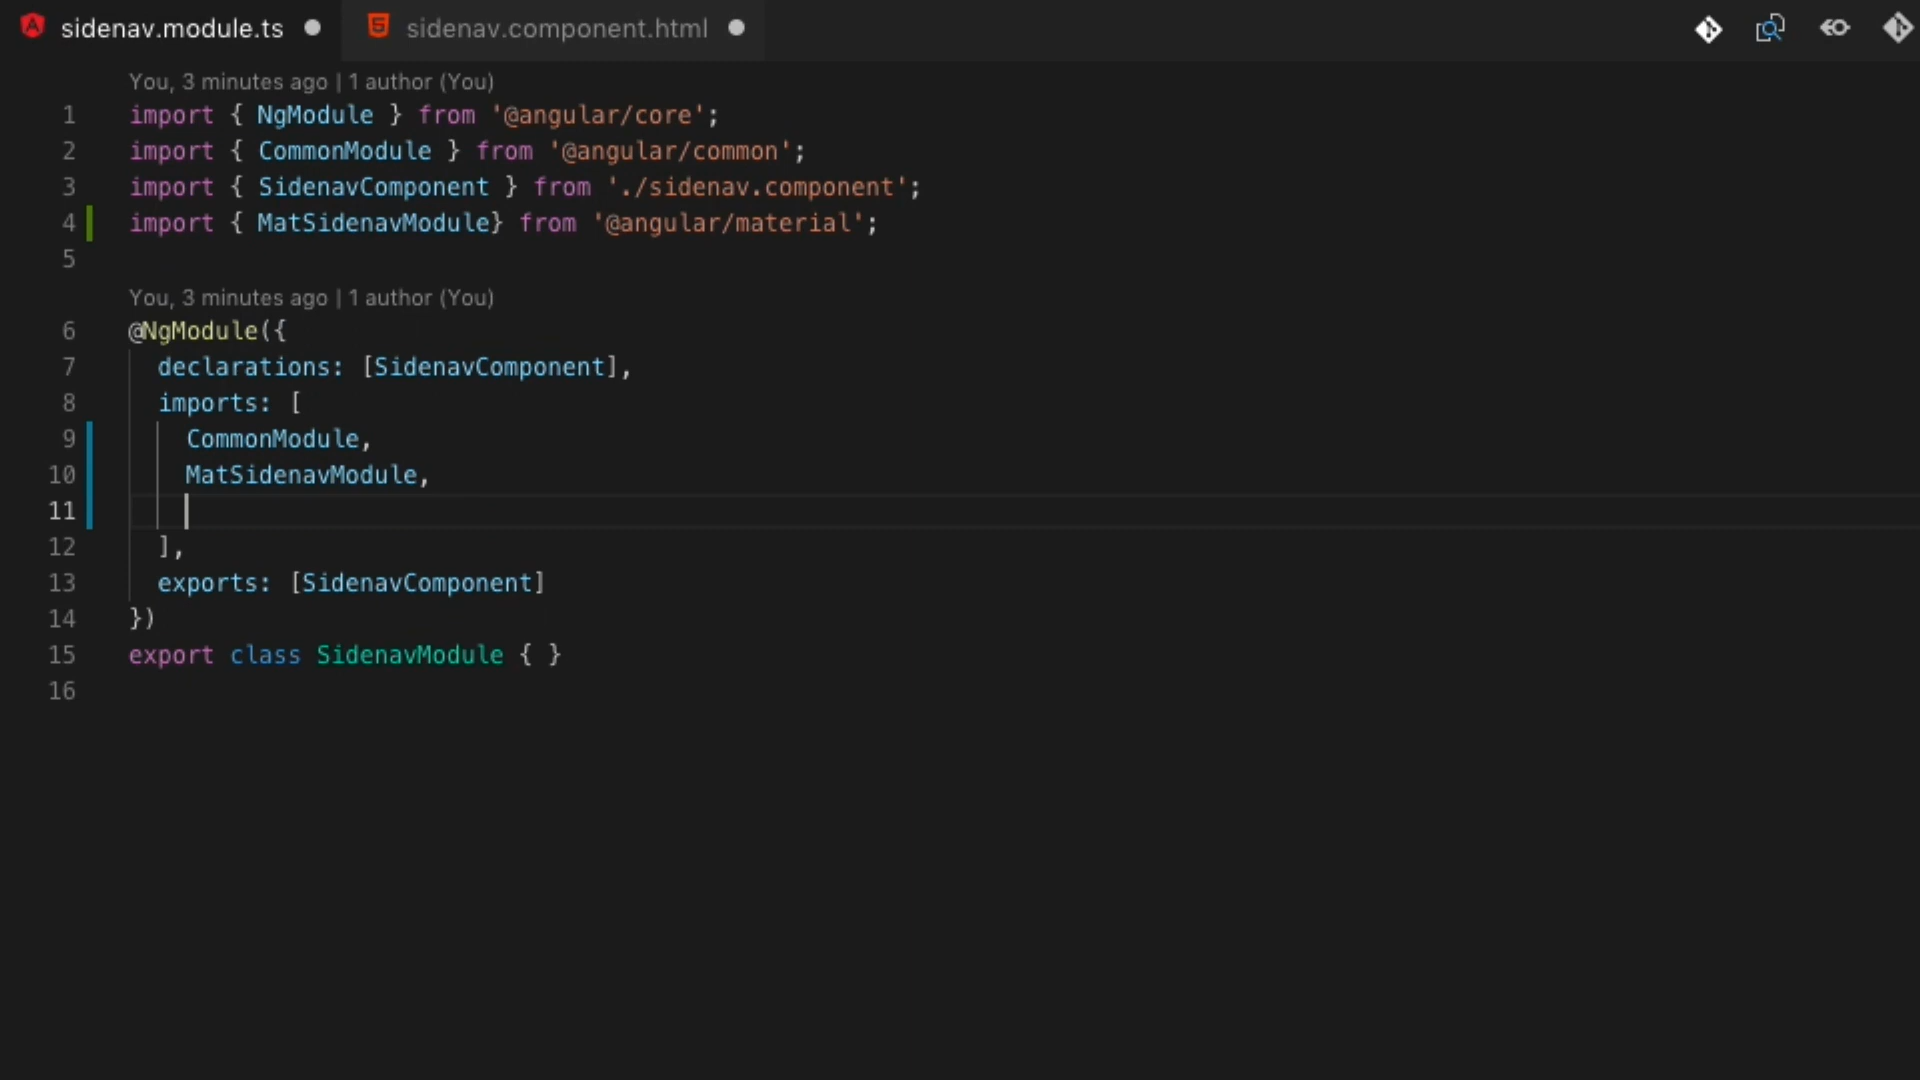 sidenav.module.ts sidenav.component.html
You, 3 minutes ago | 1 author (You)
1 import { NgModule } from '@angular/core';
2 import { CommonModule } from '@angular/common';
3 import { SidenavComponent } from './sidenav.component';
4 import { MatSidenavModule} from '@angular/material';
5
You, 3 minutes ago | 1 author (You)
6 @NgModule({
7 declarations: [SidenavComponent],
8 imports: [
9 CommonModule,
10 MatSidenavModule,
11
12 ],
13 exports: [SidenavComponent]
14 })
15 export class SidenavModule { }
16